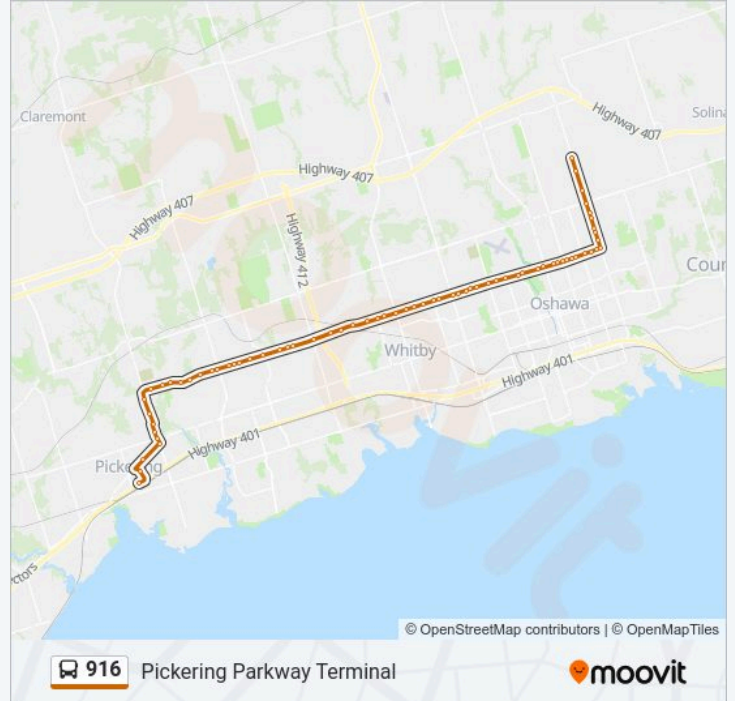 Claremont
Solina
Highway 407
Highway 407
Highway 407
Highway 412
Cour
Oshawa
Whitby
Highway 401
Highway 401
Pickering
ctors
© OpenStreetMap contributors | © OpenMapTiles
916 Pickering Parkway Terminal
moovit